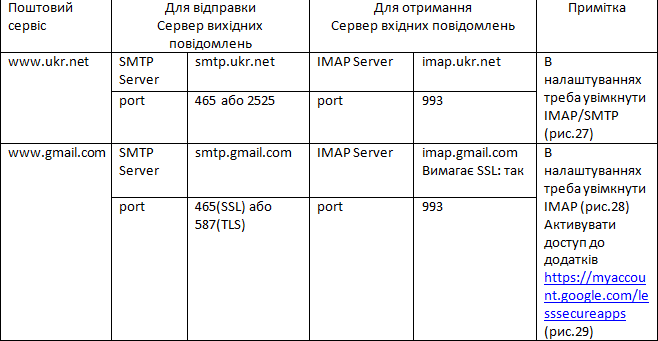 Поштовий сервіс
Для відправки
Сервер вихідних
повідомлень
Для отримання
Сервер вхідних повідомлень
Примітка
www.ukr.net
SMTP
Server
smtp.ukr.net
IMAP Server
imap.ukr.net
В
налаштуваннях
треба увімкнути
IMAP/SMTP
(рис.27)
port
465 або 2525
port
993
www.gmail.com
SMTP
Server
smtp.gmail.com
IMAP Server
imap.gmail.com
Вимагає SSL: так
В
налаштуваннях
треба увімкнути
IMAP (рис.28)
Активувати
доступ до
додатків
https://myaccou
nt.google.com/le
sssecureapps
(рис.29)
port
465(SSL) або
587(TLS)
port
993